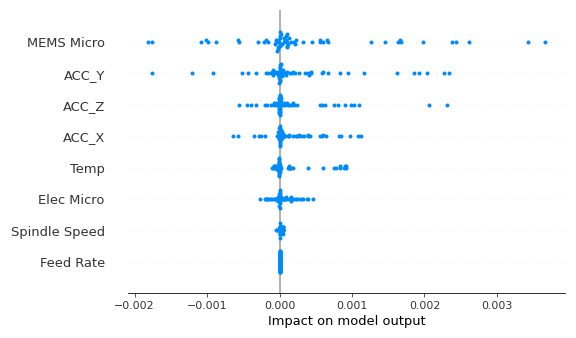 MEMS Micro
ACC_Y
ACC_Z
ACC_X
Temp
Elec Micro
Spindle Speed
Feed Rate
−0.002 −0.001 0.000 0.001 0.002 0.003
Impact on model output